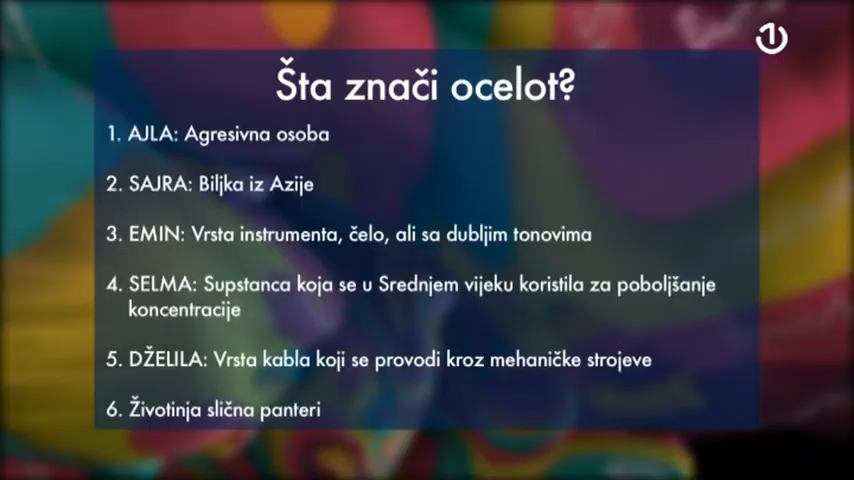 Šta znači ocelot?
1. AJLA: Agresivna osoba
2. SAJRA: Biljka iz Azije
3. EMIN: Vrsta instrumenta, čelo, ali sa dubljim tonovima
4. SELMA: Supstanca koja se u Srednjem vijeku koristila za poboljšanje
koncentracije
5. DŽELILA: Vrsta kabla koji se provodi kroz mehaničke strojeve
6. Životinja slična panteri
1